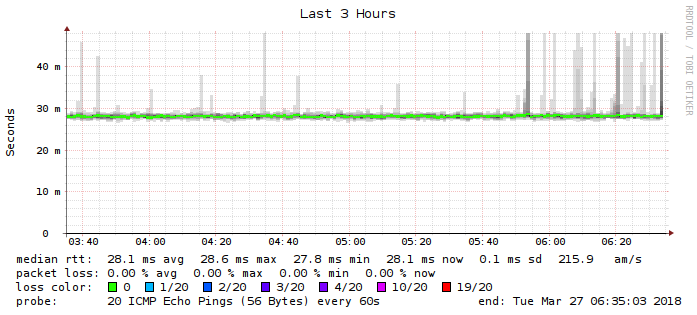 Last 3 Hours
RRDTOOL / TOBI OETIKER
Seconds
40 m
30 m
20 m
10 m
0
03:40 04:00 04:20 04:40 05:00 05:20 05:40 06:00 06:20
median rtt: 28.1 ms avg 28.6 ms max 27.8 ms min 28.1 ms now 0.1 ms sd 215.9 am/s
packet loss: 0.00 % avg 0.00 % max 0.00 % min 0.00 % now
loss color: 0 1/20 2/20 3/20 4/20 10/20 19/20
probe: 20 ICMP Echo Pings (56 Bytes) every 60s end: Tue Mar 27 06:35:03 2018